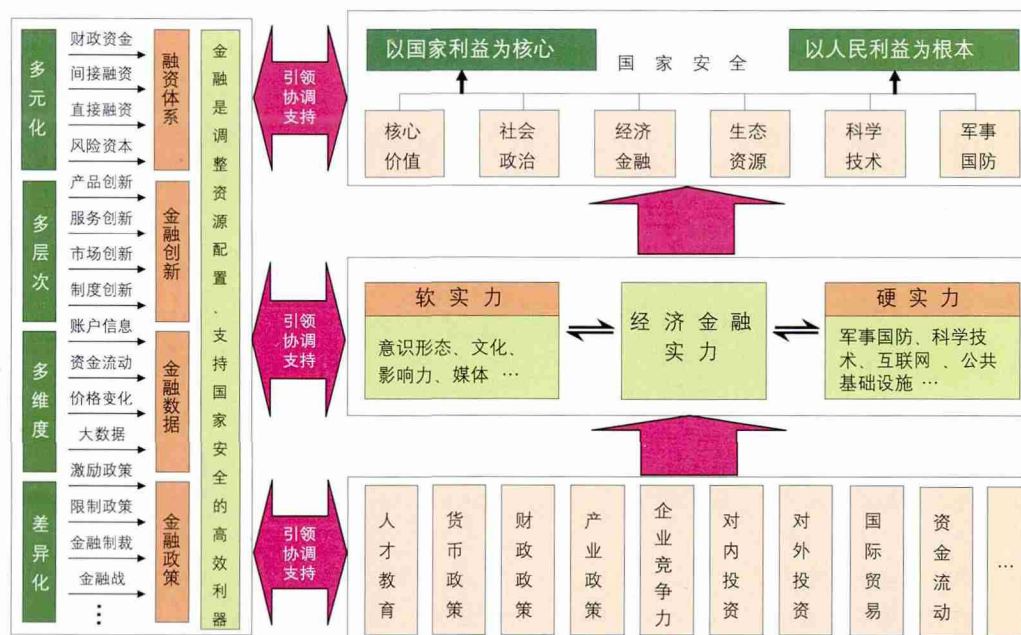 多元化
财政资金
间接融资
直接融资
风险资本
融资体系
多层次
产品创新
服务创新
市场创新
制度创新
金融创新
多维度
账户信息
资金流动
价格变化
大数据
金融数据
差异化
激励政策
限制政策
金融制裁
金融战
⋮
金融政策
金融是调整资源配置、支持国家安全的高效利器
引领
协调
支持
以国家利益为核心
国家安全
以人民利益为根本
核心
价值
社会
政治
经济
金融
生态
资源
科学
技术
军事
国防
引领
协调
支持
软实力
意识形态、文化、
影响力、媒体 …
经济金融
实力
硬实力
军事国防、科学技
术、互联网 、公共
基础设施 …
引领
协调
支持
人才教育
货币政策
财政政策
产业政策
企业竞争力
对内投资
对外投资
国际贸易
资金流动
…